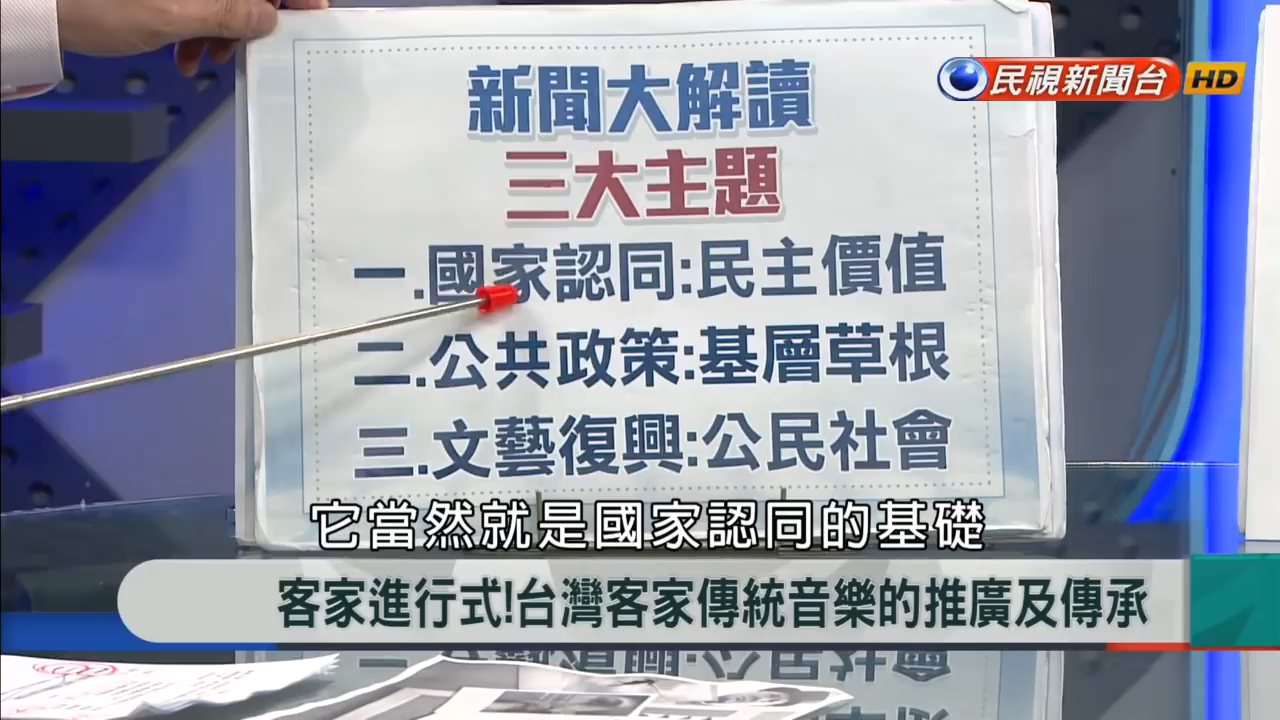 民視新聞台 HD
新聞大解讀
三大主題
一.國家認同:民主價值
二.公共政策:基層草根
三.文藝復興:公民社會
它當然就是國家認同的基礎
客家進行式!台灣客家傳統音樂的推廣及傳承